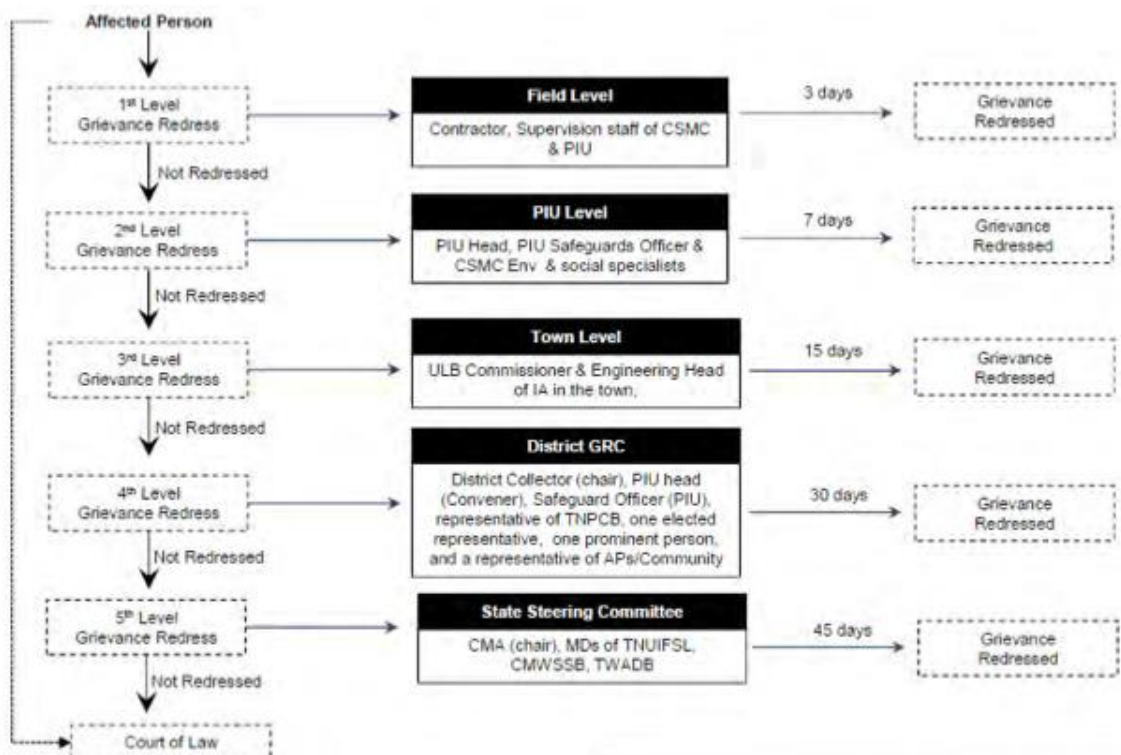 Affected Person
1st Level
Grievance Redress
Field Level
Contractor, Supervision staff of CSMC
& PIU
3 days
Grievance
Redressed
Not Redressed
2nd Level
Grievance Redress
PIU Level
PIU Head, PIU Safeguards Officer &
CSMC Env & social specialists
7 days
Grievance
Redressed
Not Redressed
3rd Level
Grievance Redress
Town Level
ULB Commissioner & Engineering Head
of IA in the town,
15 days
Grievance
Redressed
Not Redressed
4th Level
Grievance Redress
District GRC
District Collector (chair), PIU head
(Convener), Safeguard Officer (PIU),
representative of TNPCB, one elected
representative, one prominent person,
and a representative of APs/Community
30 days
Grievance
Redressed
Not Redressed
5th Level
Grievance Redress
State Steering Committee
CMA (chair), MDs of TNUIFSL,
CMWSSB, TWADB
45 days
Grievance
Redressed
Not Redressed
Court of Law